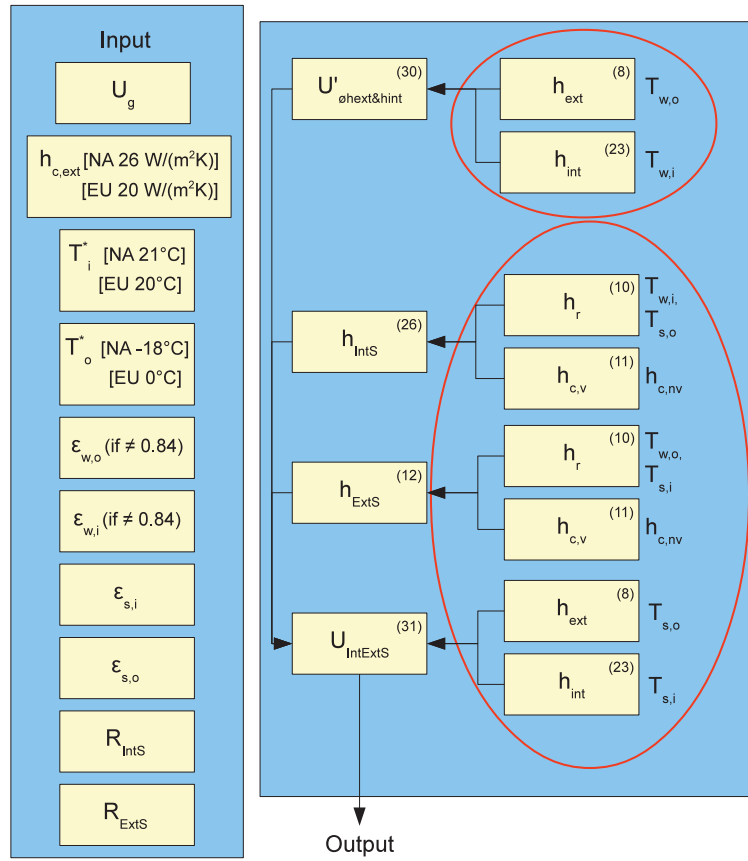 Input
U_g
h_c,ext [NA 26 W/(m²K)]
[EU 20 W/(m²K)]
T*_i [NA 21°C]
[EU 20°C]
T*_o [NA -18°C]
[EU 0°C]
ε_w,o (if ≠ 0.84)
ε_w,i (if ≠ 0.84)
ε_s,i
ε_s,o
R_IntS
R_ExtS
U'_øhext&hint (30)
h_ext (8) T_w,o
h_int (23) T_w,i
h_IntS (26)
h_r (10) T_w,i,
T_s,o
h_c,v (11) h_c,nv
h_ExtS (12)
h_r (10) T_w,o,
T_s,i
h_c,v (11) h_c,nv
U_IntExtS (31)
h_ext (8) T_s,o
h_int (23) T_s,i
Output